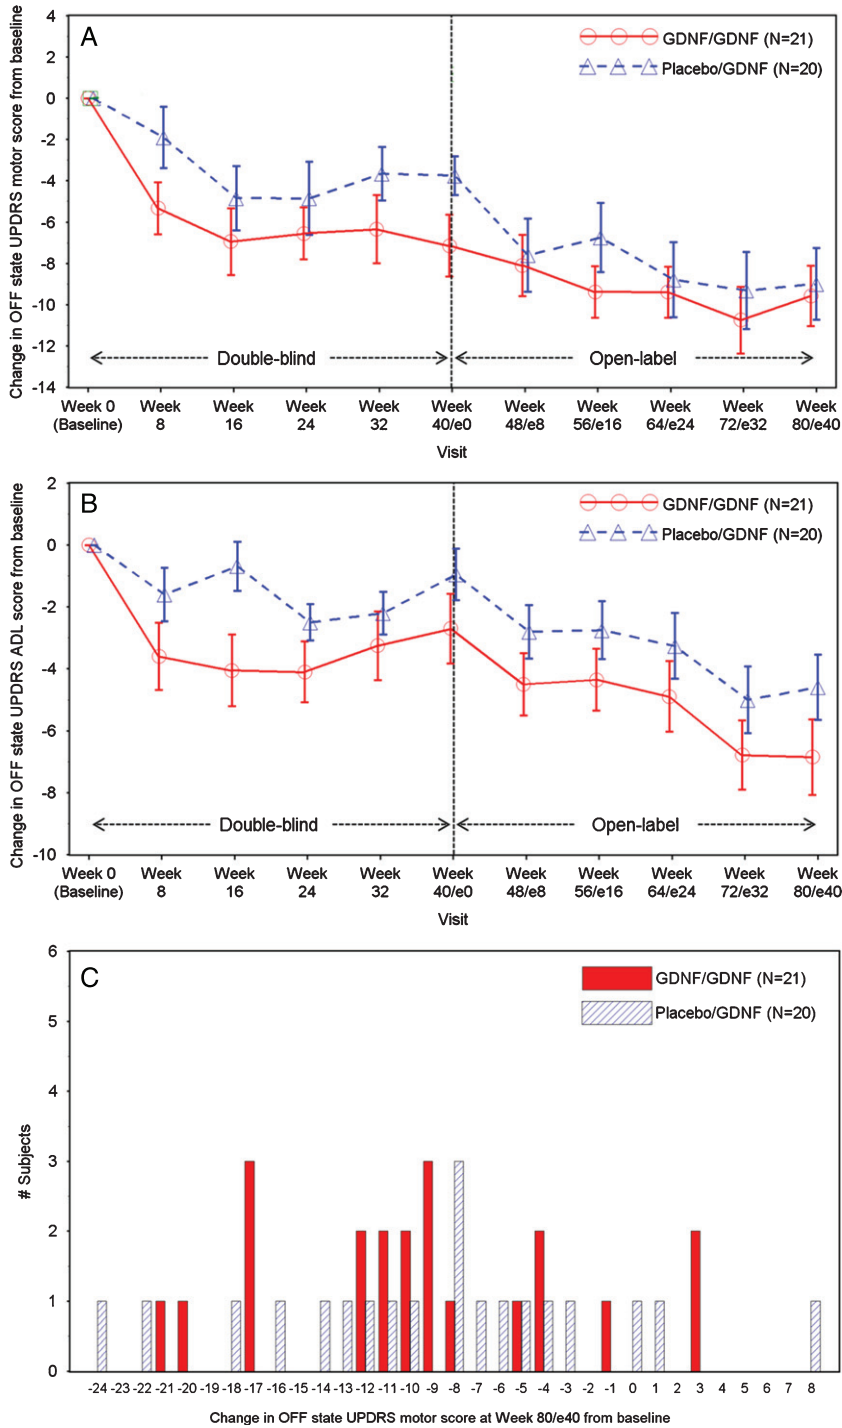 A
GDNF/GDNF (N=21)
Placebo/GDNF (N=20)
Change in OFF state UPDRS motor score from baseline
4
2
0
-2
-4
-6
-8
-10
-12
-14
Double-blind
Open-label
Week 0 Week Week Week Week Week Week Week Week Week Week
(Baseline) 8 16 24 32 40/e0 48/e8 56/e16 64/e24 72/e32 80/e40
Visit
B
GDNF/GDNF (N=21)
Placebo/GDNF (N=20)
Change in OFF state UPDRS ADL score from baseline
2
0
-2
-4
-6
-8
-10
Double-blind
Open-label
Week 0 Week Week Week Week Week Week Week Week Week Week
(Baseline) 8 16 24 32 40/e0 48/e8 56/e16 64/e24 72/e32 80/e40
Visit
C
GDNF/GDNF (N=21)
Placebo/GDNF (N=20)
# Subjects
6
5
4
3
2
1
0
-24 -23 -22 -21 -20 -19 -18 -17 -16 -15 -14 -13 -12 -11 -10 -9 -8 -7 -6 -5 -4 -3 -2 -1 0 1 2 3 4 5 6 7 8
Change in OFF state UPDRS motor score at Week 80/e40 from baseline